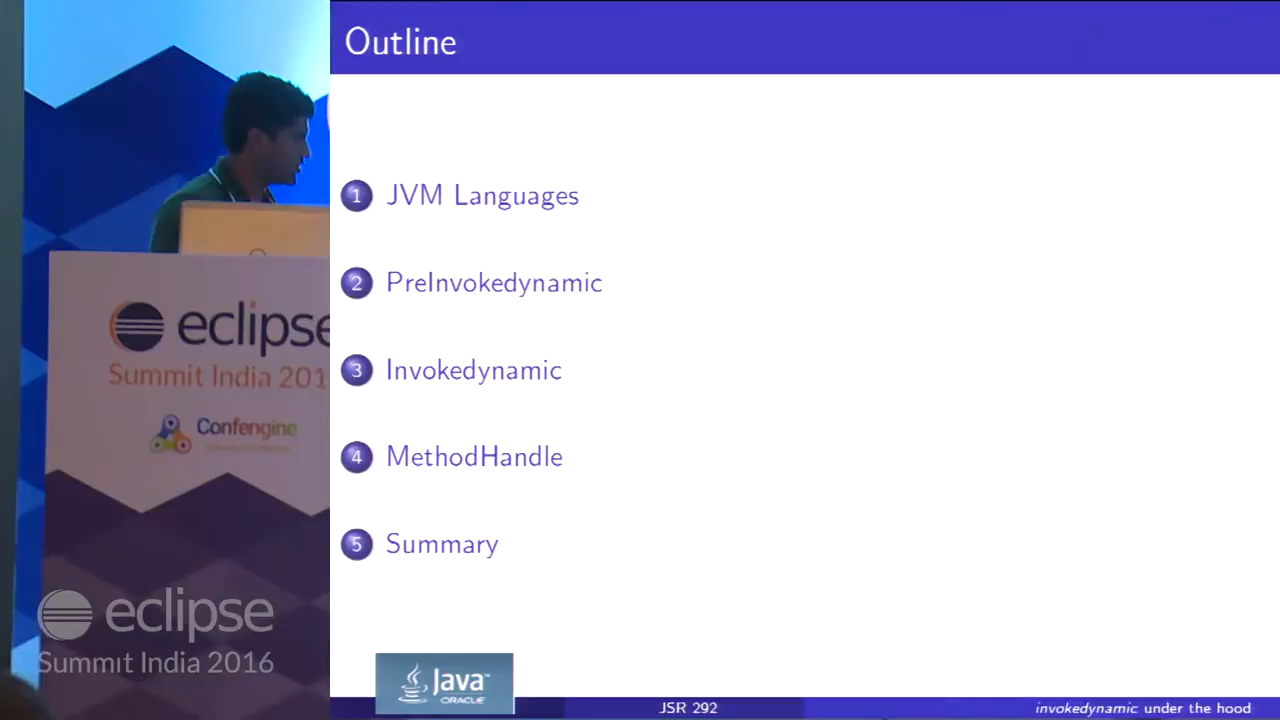 Outline
1 JVM Languages
2 PreInvokedynamic
3 Invokedynamic
4 MethodHandle
5 Summary
eclipse
Summit India 201
Confengine
eclipse
Summit India 2016
Java™
ORACLE
JSR 292
invokedynamic under the hood